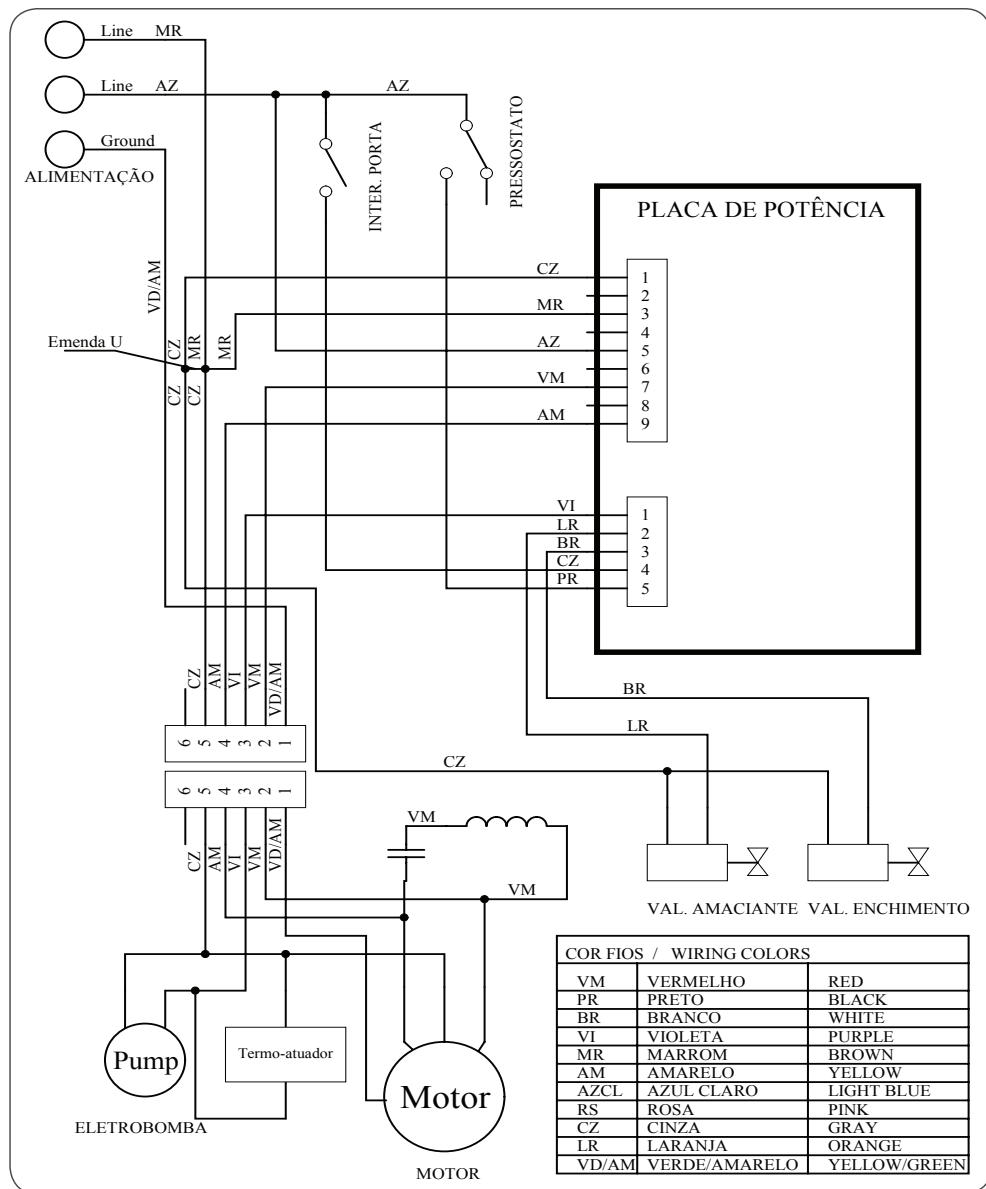 Line MR
Line AZ AZ
Ground
ALIMENTAÇÃO
INTER. PORTA
PRESSOSTATO
PLACA DE POTÊNCIA
VD/AM
CZ
MR
MR
Emenda U
CZ
CZ
CZ 1
2
MR 3
4
AZ 5
6
VM 7
8
AM 9
VI 1
LR 2
BR 3
CZ 4
PR 5
BR
LR
CZ
CZ
AM
VI
VM
VD/AM
6 5 4 3 2 1
6 5 4 3 2 1
CZ
AM
VI
VM
VD/AM
VM
VM
VAL. AMACIANTE VAL. ENCHIMENTO
Pump
ELETROBOMBA
Termo-atuador
Motor
MOTOR
COR FIOS / WIRING COLORS
VM VERMELHO RED
PR PRETO BLACK
BR BRANCO WHITE
VI VIOLETA PURPLE
MR MARROM BROWN
AM AMARELO YELLOW
AZCL AZUL CLARO LIGHT BLUE
RS ROSA PINK
CZ CINZA GRAY
LR LARANJA ORANGE
VD/AM VERDE/AMARELO YELLOW/GREEN